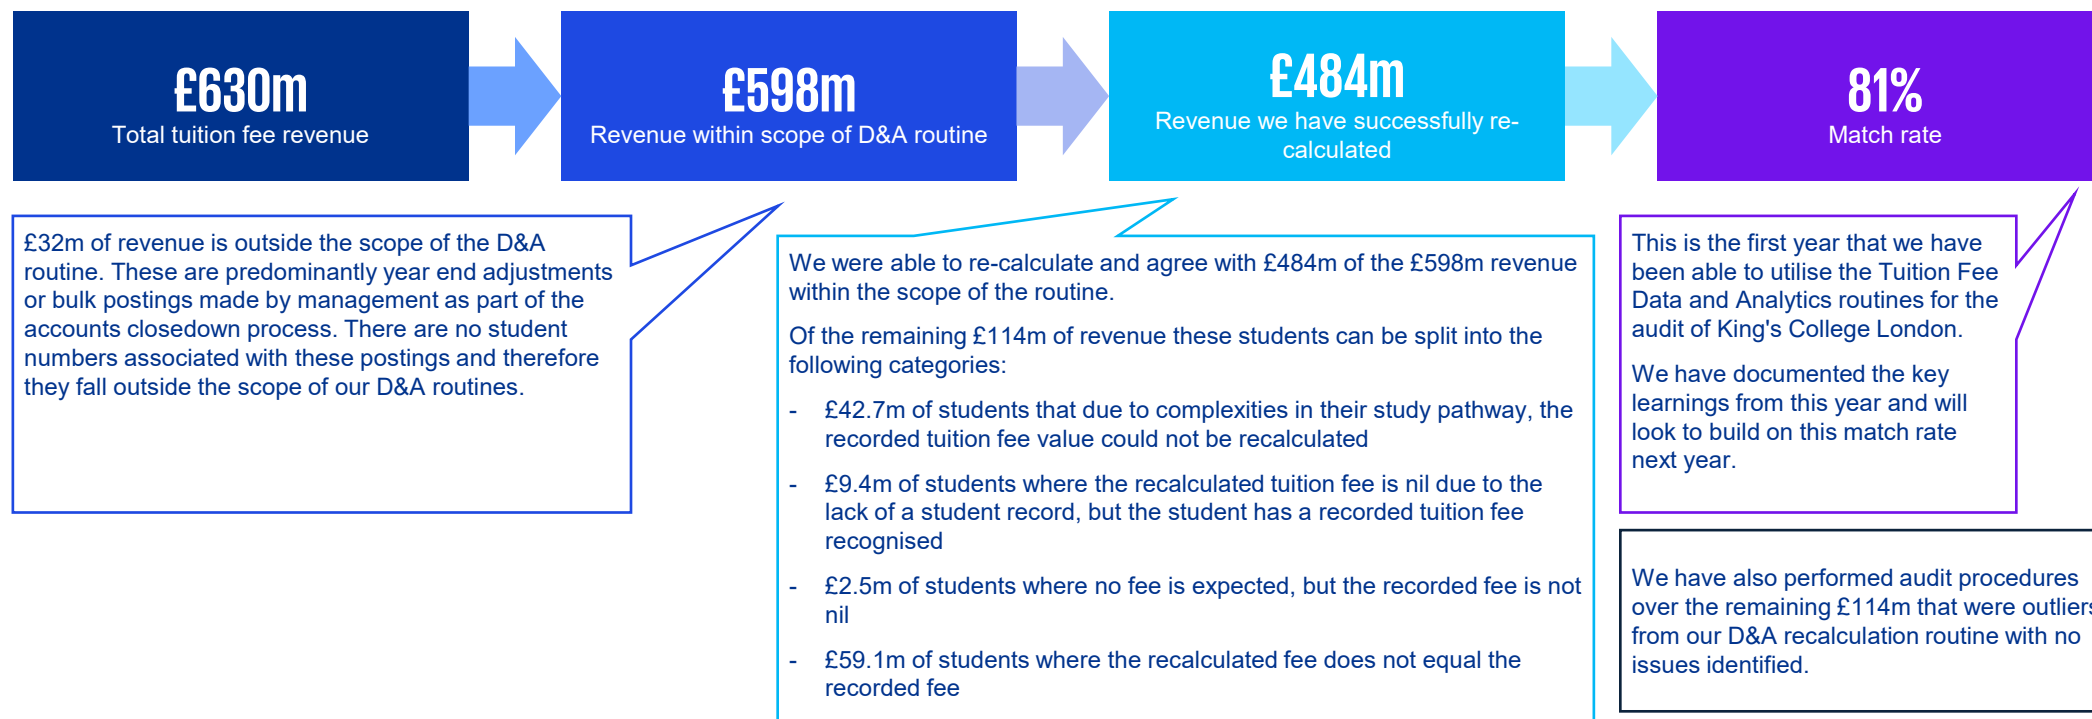 £630m
Total tuition fee revenue
£598m
Revenue within scope of D&A routine
£484m
Revenue we have successfully re-
calculated
81%
Match rate
£32m of revenue is outside the scope of the D&A
routine. These are predominantly year end adjustments
or bulk postings made by management as part of the
accounts closedown process. There are no student
numbers associated with these postings and therefore
they fall outside the scope of our D&A routines.
We were able to re-calculate and agree with £484m of the £598m revenue
within the scope of the routine.
Of the remaining £114m of revenue these students can be split into the
following categories:
- £42.7m of students that due to complexities in their study pathway, the
recorded tuition fee value could not be recalculated
- £9.4m of students where the recalculated tuition fee is nil due to the
lack of a student record, but the student has a recorded tuition fee
recognised
- £2.5m of students where no fee is expected, but the recorded fee is not
nil
- £59.1m of students where the recalculated fee does not equal the
recorded fee
This is the first year that we have
been able to utilise the Tuition Fee
Data and Analytics routines for the
audit of King's College London.
We have documented the key
learnings from this year and will
look to build on this match rate
next year.
We have also performed audit procedures
over the remaining £114m that were outliers
from our D&A recalculation routine with no
issues identified.